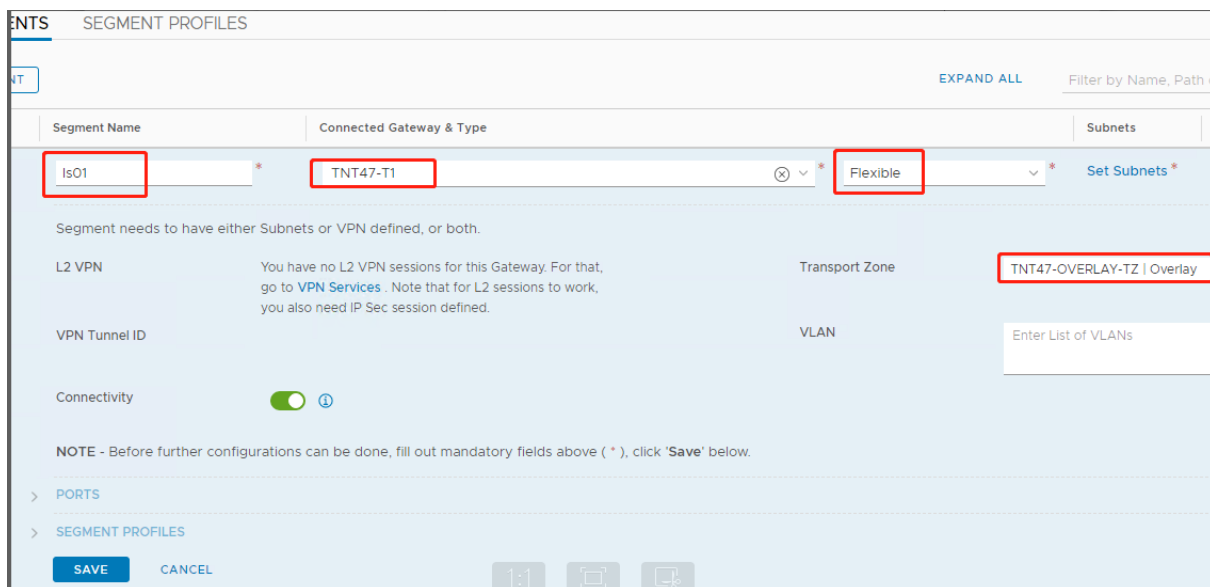 ENTS SEGMENT PROFILES
NT EXPAND ALL Filter by Name, Path
Segment Name Connected Gateway & Type Subnets
ls01 * TNT47-T1 * Flexible * Set Subnets *
Segment needs to have either Subnets or VPN defined, or both.
L2 VPN You have no L2 VPN sessions for this Gateway. For that, Transport Zone TNT47-OVERLAY-TZ | Overlay
go to VPN Services . Note that for L2 sessions to work,
you also need IP Sec session defined.
VPN Tunnel ID VLAN Enter List of VLANs
Connectivity
NOTE - Before further configurations can be done, fill out mandatory fields above ( * ), click 'Save' below.
PORTS
SEGMENT PROFILES
SAVE CANCEL
1:1